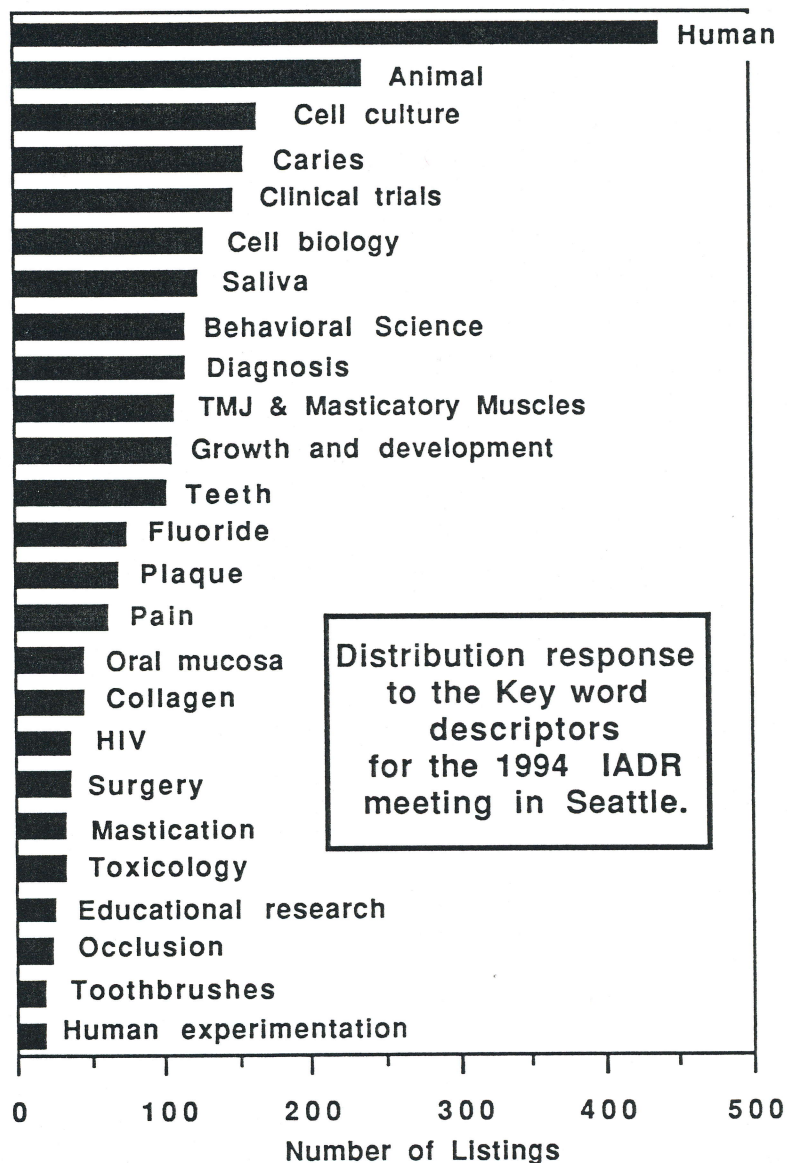 Human
Animal
Cell culture
Caries
Clinical trials
Cell biology
Saliva
Behavioral Science
Diagnosis
TMJ & Masticatory Muscles
Growth and development
Teeth
Fluoride
Plaque
Pain
Oral mucosa
Collagen
HIV
Surgery
Mastication
Toxicology
Educational research
Occlusion
Toothbrushes
Human experimentation
Distribution response
to the Key word
descriptors
for the 1994 IADR
meeting in Seattle.
0 100 200 300 400 500
Number of Listings